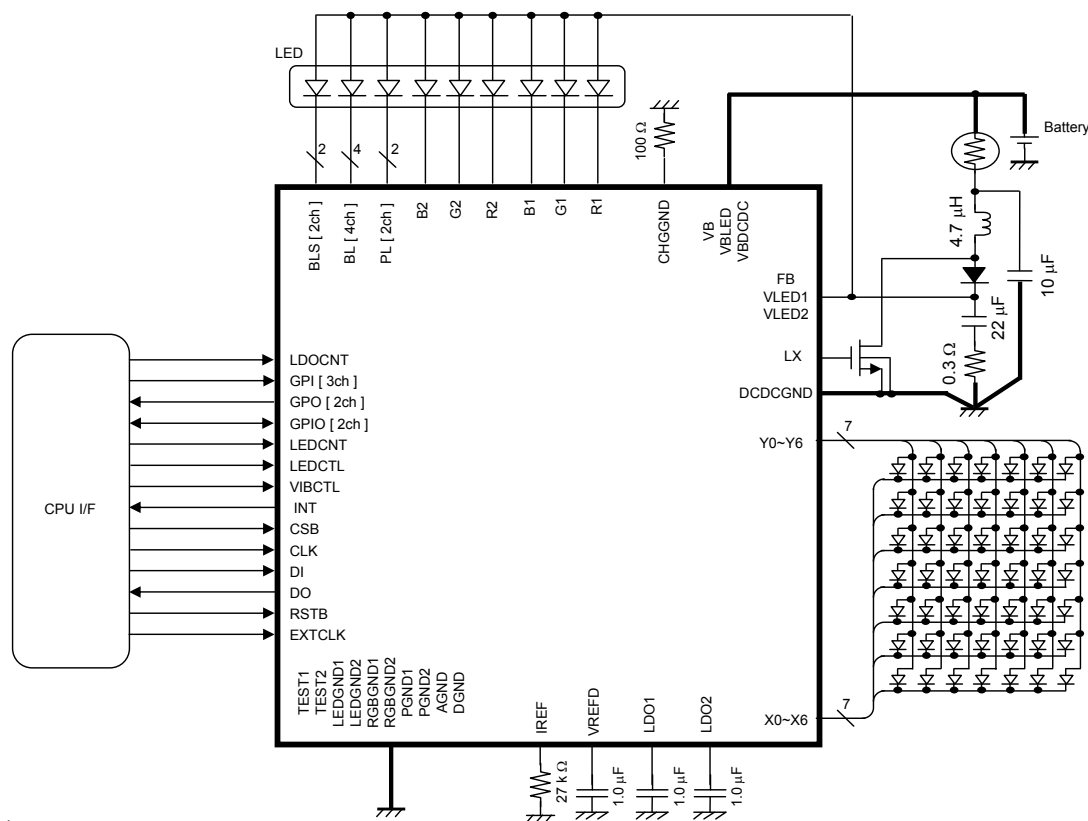 LED
2
4
2
100 Ω
Battery
BLS [ 2ch ]
BL [ 4ch ]
PL [ 2ch ]
B2
G2
R2
B1
G1
R1
CHGGND
VB
VBLED
VBDCDC
4.7 μH
10 μF
FB
VLED1
VLED2
22 μF
LX
0.3 Ω
DCDCGND
CPU I/F
LDOCNT
GPI [ 3ch ]
GPO [ 2ch ]
GPIO [ 2ch ]
LEDCNT
LEDCTL
VIBCTL
INT
CSB
CLK
DI
DO
RSTB
EXTCLK
Y0~Y6
7
X0~X6
7
TEST1
TEST2
LEDGND1
LEDGND2
RGBGND1
RGBGND2
PGND1
PGND2
AGND
DGND
IREF
VREFD
LDO1
LDO2
27 k Ω
1.0 μF
1.0 μF
1.0 μF